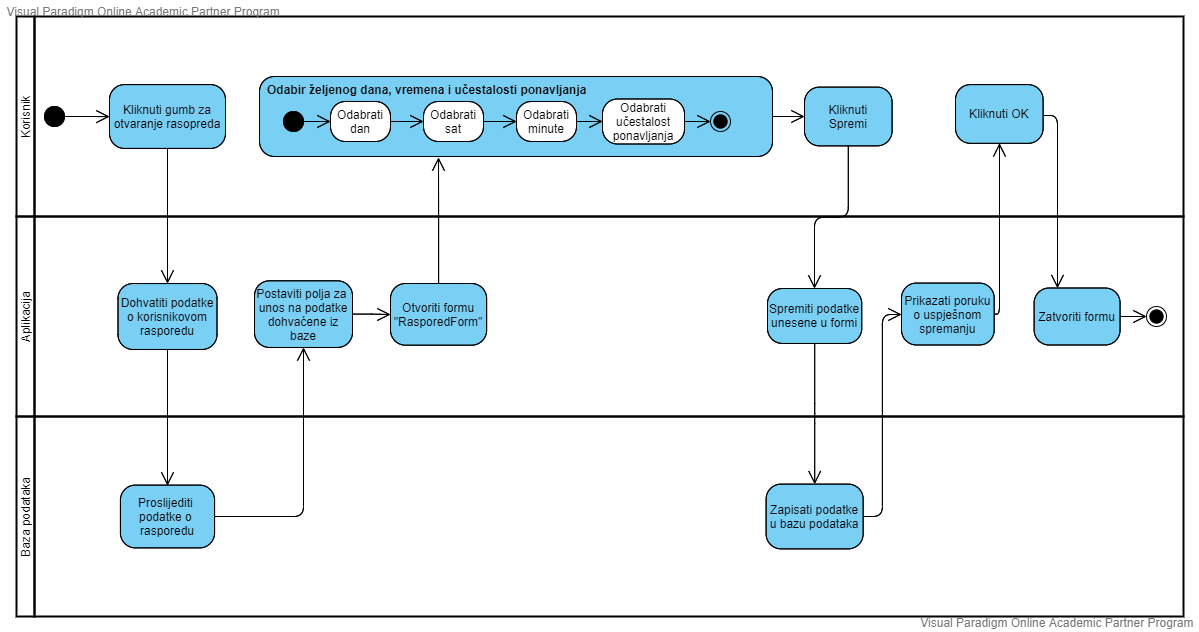 Visual Paradigm Online Academic Partner Program
Korisnik
Kliknuti gumb za
otvaranje rasopreda
Odabir željenog dana, vremena i učestalosti ponavljanja
Odabrati
dan
Odabrati
sat
Odabrati
minute
Odabrati
učestalost
ponavljanja
Kliknuti
Spremi
Kliknuti OK
Aplikacija
Dohvatiti podatke
o korisnikovom
rasporedu
Postaviti polja za
unos na podatke
dohvaćene iz
baze
Otvoriti formu
"RasporedForm"
Spremiti podatke
unesene u formi
Prikazati poruku
o uspješnom
spremanju
Zatvoriti formu
Baza podataka
Proslijediti
podatke o
rasporedu
Zapisati podatke
u bazu podataka
Visual Paradigm Online Academic Partner Program